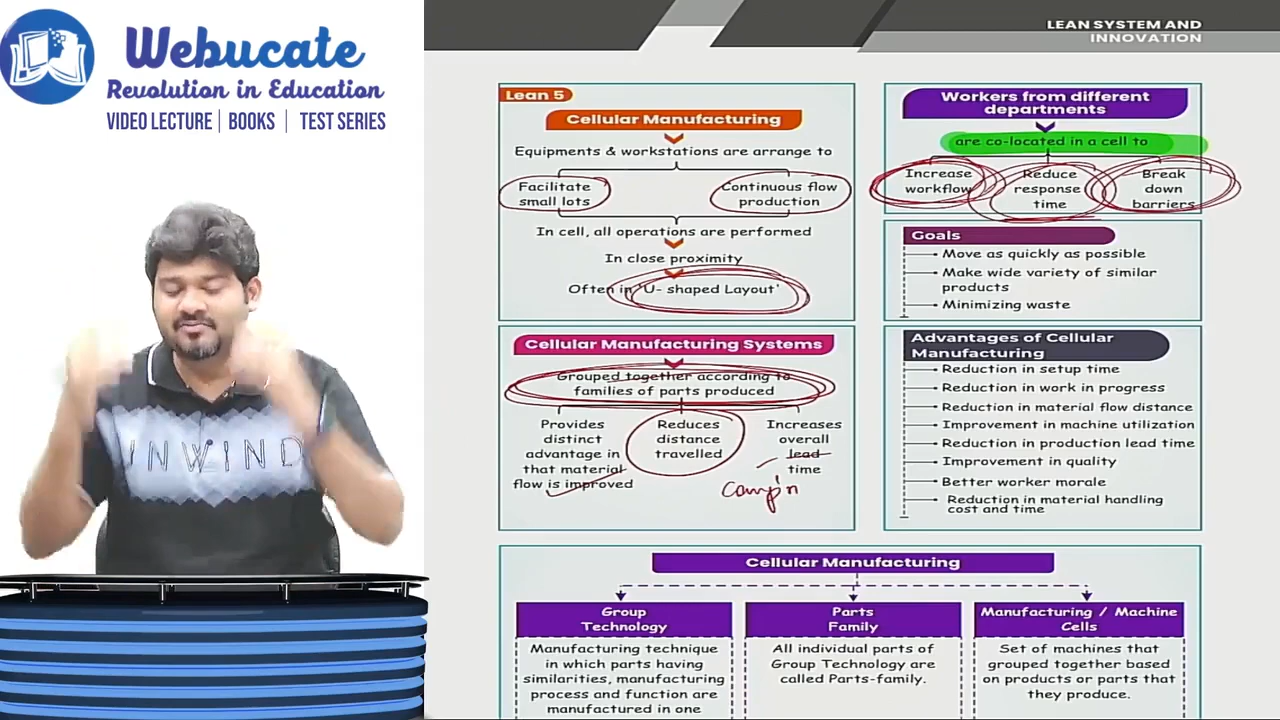 Webucate
Revolution in Education
VIDEO LECTURE | BOOKS | TEST SERIES
UNWIND
LEAN SYSTEM AND
INNOVATION
Lean 5
Cellular Manufacturing
Equipments & workstations are arrange to
Facilitate
small lots
Continuous flow
production
In cell, all operations are performed
In close proximity
Often in 'U- shaped Layout'
Workers from different
departments
are co-located in a cell to
Increase
workflow
Reduce
response
time
Break
down
barriers
Goals
Move as quickly as possible
Make wide variety of similar
products
Minimizing waste
Cellular Manufacturing Systems
Grouped together according to
families of parts produced
Provides
distinct
advantage in
that material
flow is improved
Reduces
distance
travelled
Increases
overall
lead
time
Advantages of Cellular
Manufacturing
Reduction in setup time
Reduction in work in progress
Reduction in material flow distance
Improvement in machine utilization
Reduction in production lead time
Improvement in quality
Better worker morale
Reduction in material handling
cost and time
Cellular Manufacturing
Group
Technology
Manufacturing technique
in which parts having
similarities, manufacturing
process and function are
manufactured in one
Parts
Family
All individual parts of
Group Technology are
called Parts-family.
Manufacturing / Machine
Cells
Set of machines that
grouped together based
on products or parts that
they produce.